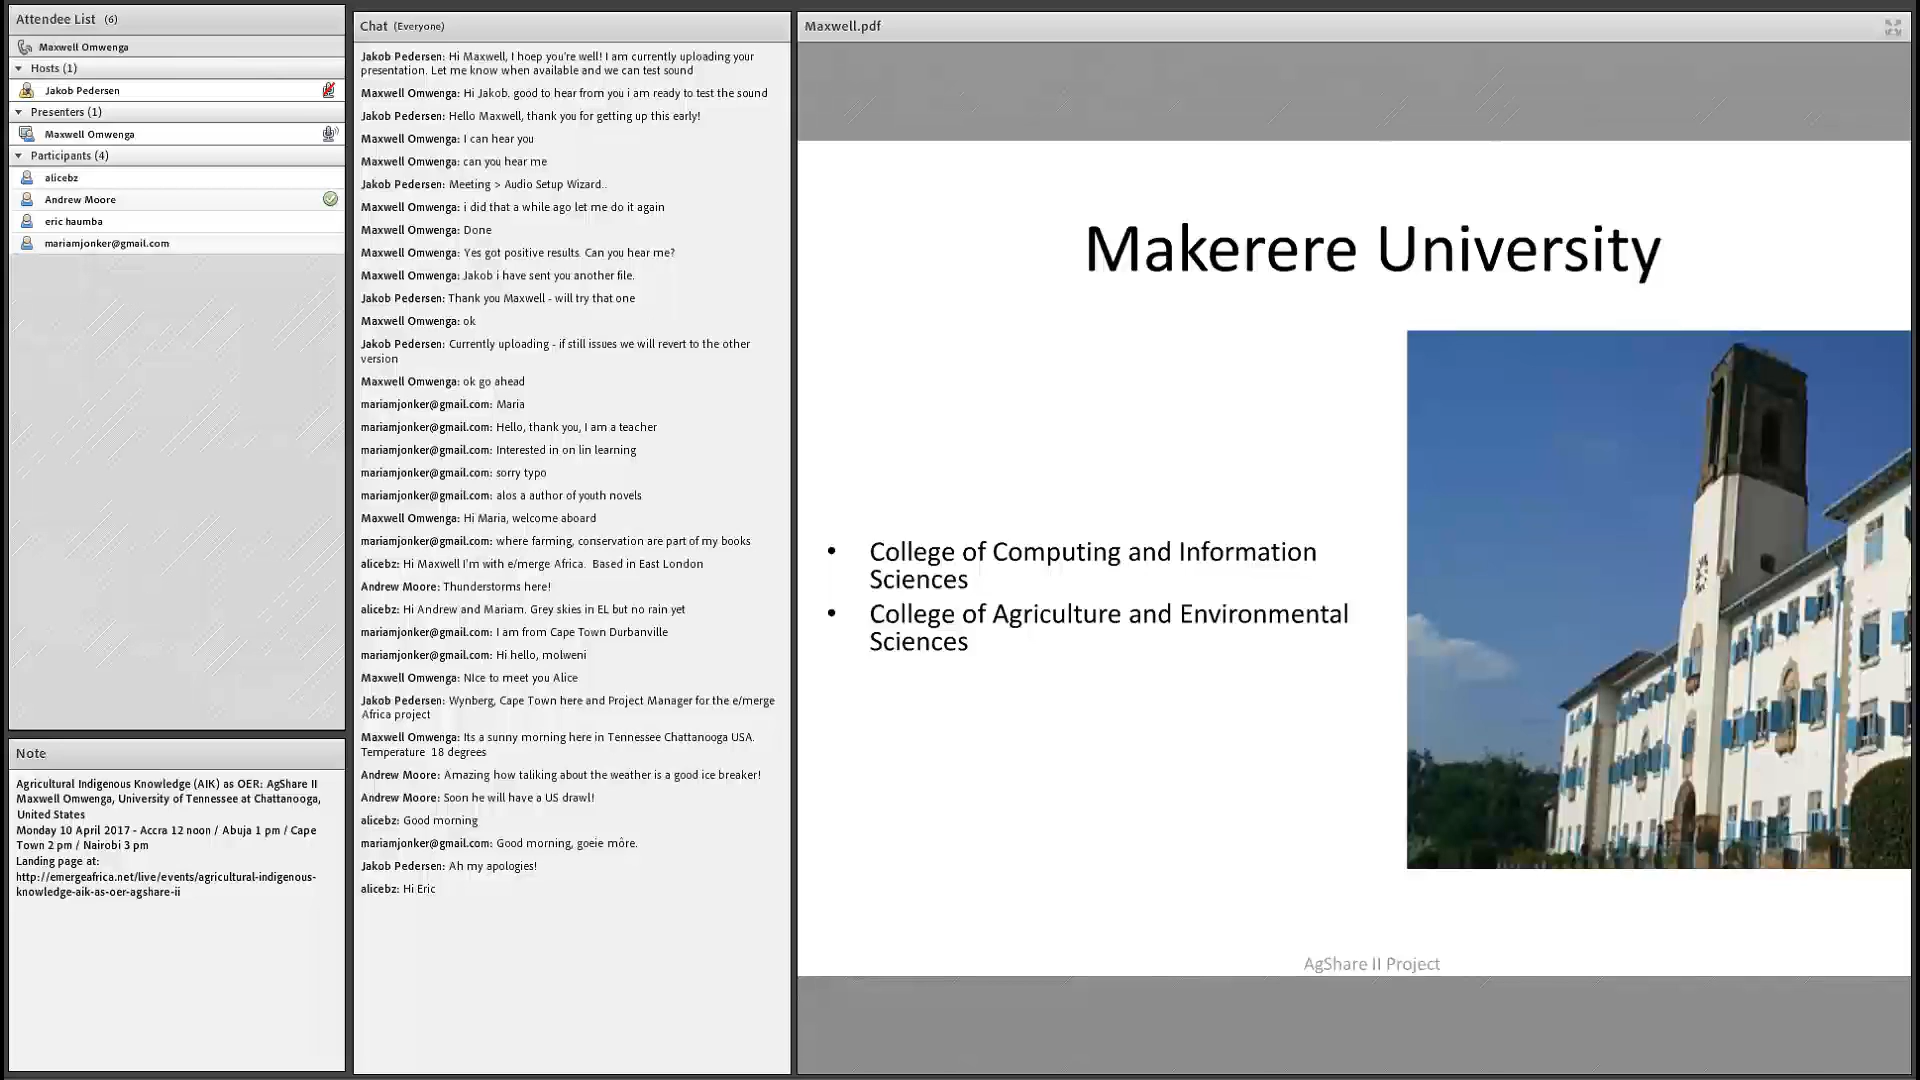 Attendee List (6)
Maxwell Omwenga
Hosts (1)
Jakob Pedersen
Presenters (1)
Maxwell Omwenga
Participants (4)
alicebz
Andrew Moore
eric haumba
mariamjonker@gmail.com
Note
Agricultural Indigenous Knowledge (AIK) as OER: AgShare II
Maxwell Omwenga, University of Tennessee at Chattanooga,
United States
Monday 10 April 2017 - Accra 12 noon / Abuja 1 pm / Cape
Town 2 pm / Nairobi 3 pm
Landing page at:
http://emergeafrica.net/live/events/agricultural-indigenous-
knowledge-aik-as-oer-agshare-ii
Chat (Everyone)
Jakob Pedersen: Hi Maxwell, I hoep you're well! I am currently uploading your
presentation. Let me know when available and we can test sound
Maxwell Omwenga: Hi Jakob. good to hear from you i am ready to test the sound
Jakob Pedersen: Hello Maxwell, thank you for getting up this early!
Maxwell Omwenga: I can hear you
Maxwell Omwenga: can you hear me
Jakob Pedersen: Meeting > Audio Setup Wizard..
Maxwell Omwenga: i did that a while ago let me do it again
Maxwell Omwenga: Done
Maxwell Omwenga: Yes got positive results. Can you hear me?
Maxwell Omwenga: Jakob i have sent you another file.
Jakob Pedersen: Thank you Maxwell - will try that one
Maxwell Omwenga: ok
Jakob Pedersen: Currently uploading - if still issues we will revert to the other
version
Maxwell Omwenga: ok go ahead
mariamjonker@gmail.com: Maria
mariamjonker@gmail.com: Hello, thank you, I am a teacher
mariamjonker@gmail.com: Interested in on lin learning
mariamjonker@gmail.com: sorry typo
mariamjonker@gmail.com: alos a author of youth novels
Maxwell Omwenga: Hi Maria, welcome aboard
mariamjonker@gmail.com: where farming, conservation are part of my books
alicebz: Hi Maxwell I'm with e/merge Africa. Based in East London
Andrew Moore: Thunderstorms here!
alicebz: Hi Andrew and Mariam. Grey skies in EL but no rain yet
mariamjonker@gmail.com: I am from Cape Town Durbanville
mariamjonker@gmail.com: Hi hello, molweni
Maxwell Omwenga: NIce to meet you Alice
Jakob Pedersen: Wynberg, Cape Town here and Project Manager for the e/merge
Africa project
Maxwell Omwenga: Its a sunny morning here in Tennessee Chattanooga USA.
Temperature 18 degrees
Andrew Moore: Amazing how taliking about the weather is a good ice breaker!
Andrew Moore: Soon he will have a US drawl!
alicebz: Good morning
mariamjonker@gmail.com: Good morning, goeie môre.
Jakob Pedersen: Ah my apologies!
alicebz: Hi Eric
Maxwell.pdf
Makerere University
• College of Computing and Information
Sciences
• College of Agriculture and Environmental
Sciences
AgShare II Project